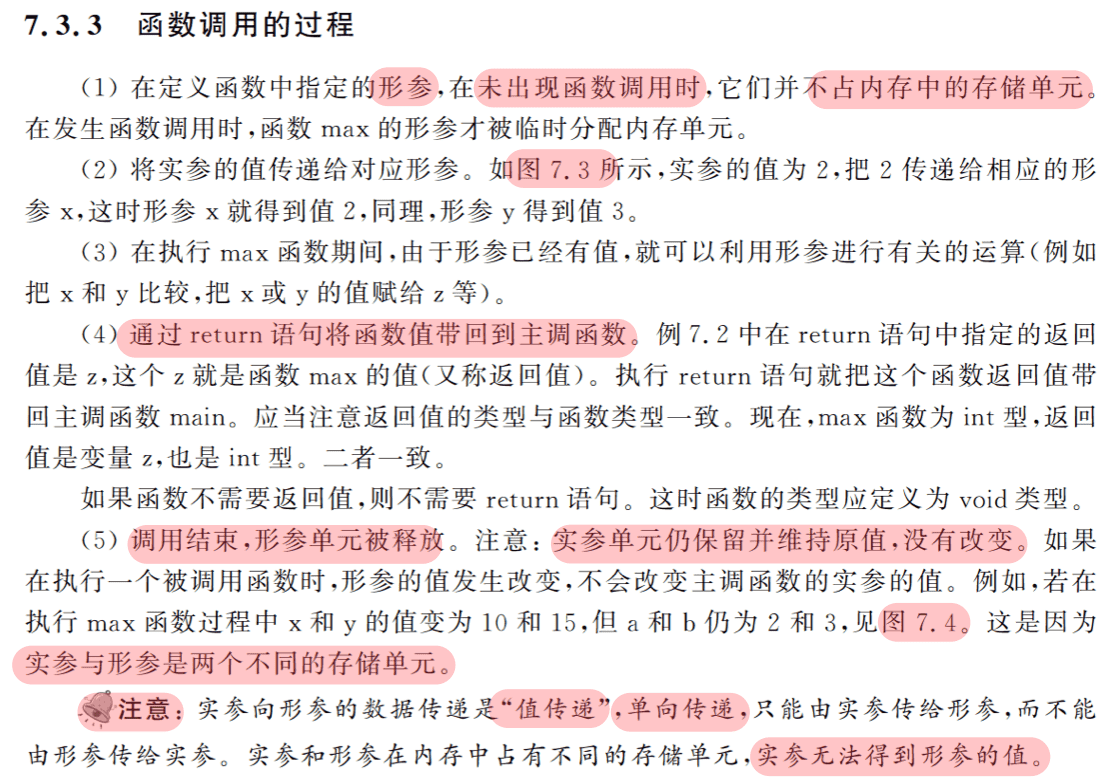 7.3.3 函数调用的过程
(1) 在定义函数中指定的形参,在未出现函数调用时,它们并不占内存中的存储单元。
在发生函数调用时,函数 max 的形参才被临时分配内存单元。
(2) 将实参的值传递给对应形参。如图 7.3 所示,实参的值为 2,把 2 传递给相应的形
参 x,这时形参 x 就得到值 2,同理,形参 y 得到值 3。
(3) 在执行 max 函数期间,由于形参已经有值,就可以利用形参进行有关的运算(例如
把 x 和 y 比较,把 x 或 y 的值赋给 z 等)。
(4) 通过 return 语句将函数值带回到主调函数。例 7.2 中在 return 语句中指定的返回
值是 z,这个 z 就是函数 max 的值(又称返回值)。执行 return 语句就把这个函数返回值带
回主调函数 main。应当注意返回值的类型与函数类型一致。现在,max 函数为 int 型,返回
值是变量 z,也是 int 型。二者一致。
如果函数不需要返回值,则不需要 return 语句。这时函数的类型应定义为 void 类型。
(5) 调用结束,形参单元被释放。注意:实参单元仍保留并维持原值,没有改变。如果
在执行一个被调用函数时,形参的值发生改变,不会改变主调函数的实参的值。例如,若在
执行 max 函数过程中 x 和 y 的值变为 10 和 15,但 a 和 b 仍为 2 和 3,见图 7.4。这是因为
实参与形参是两个不同的存储单元。
注意:实参向形参的数据传递是“值传递”,单向传递,只能由实参传给形参,而不能
由形参传给实参。实参和形参在内存中占有不同的存储单元,实参无法得到形参的值。